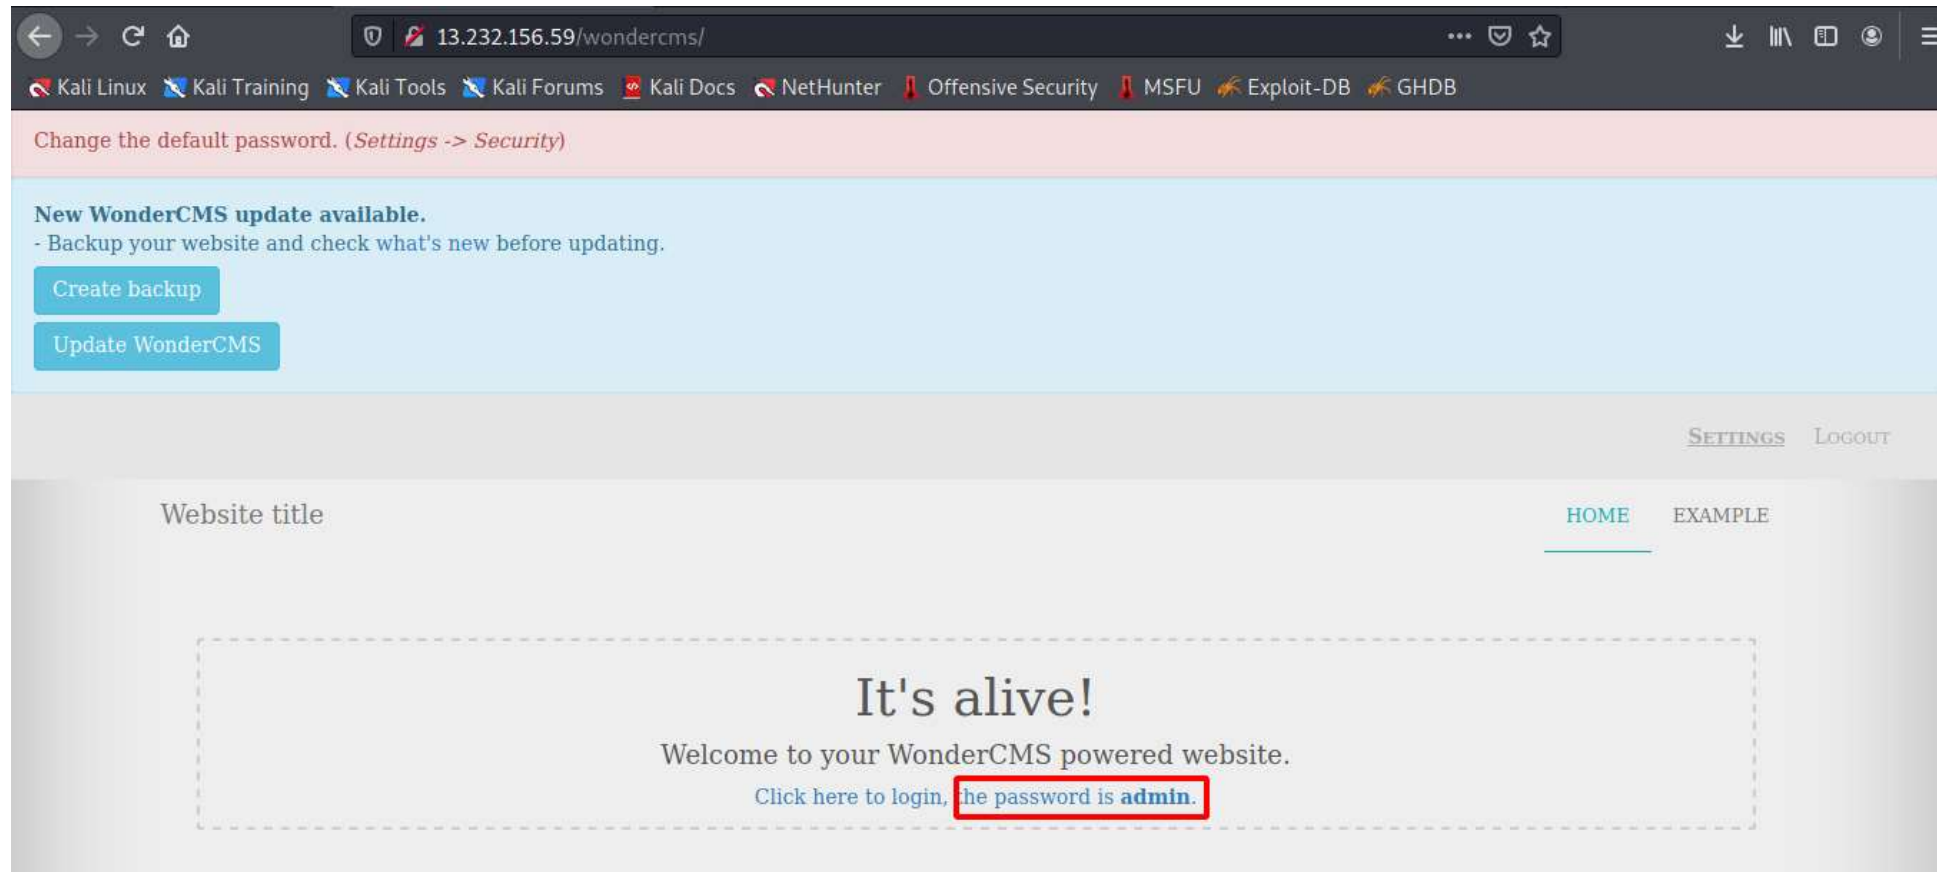 13.232.156.59/wondercms/
Kali Linux Kali Training Kali Tools Kali Forums Kali Docs NetHunter Offensive Security MSFU Exploit-DB GHDB
Change the default password. (Settings -> Security)
New WonderCMS update available.
- Backup your website and check what's new before updating.
Create backup
Update WonderCMS
SETTINGS LOGOUT
Website title HOME EXAMPLE
It's alive!
Welcome to your WonderCMS powered website.
Click here to login, the password is admin.